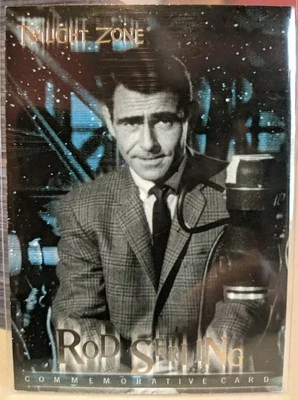 TWILIGHT ZONE
ROD SERLING
COMMEMORATIVE CARD